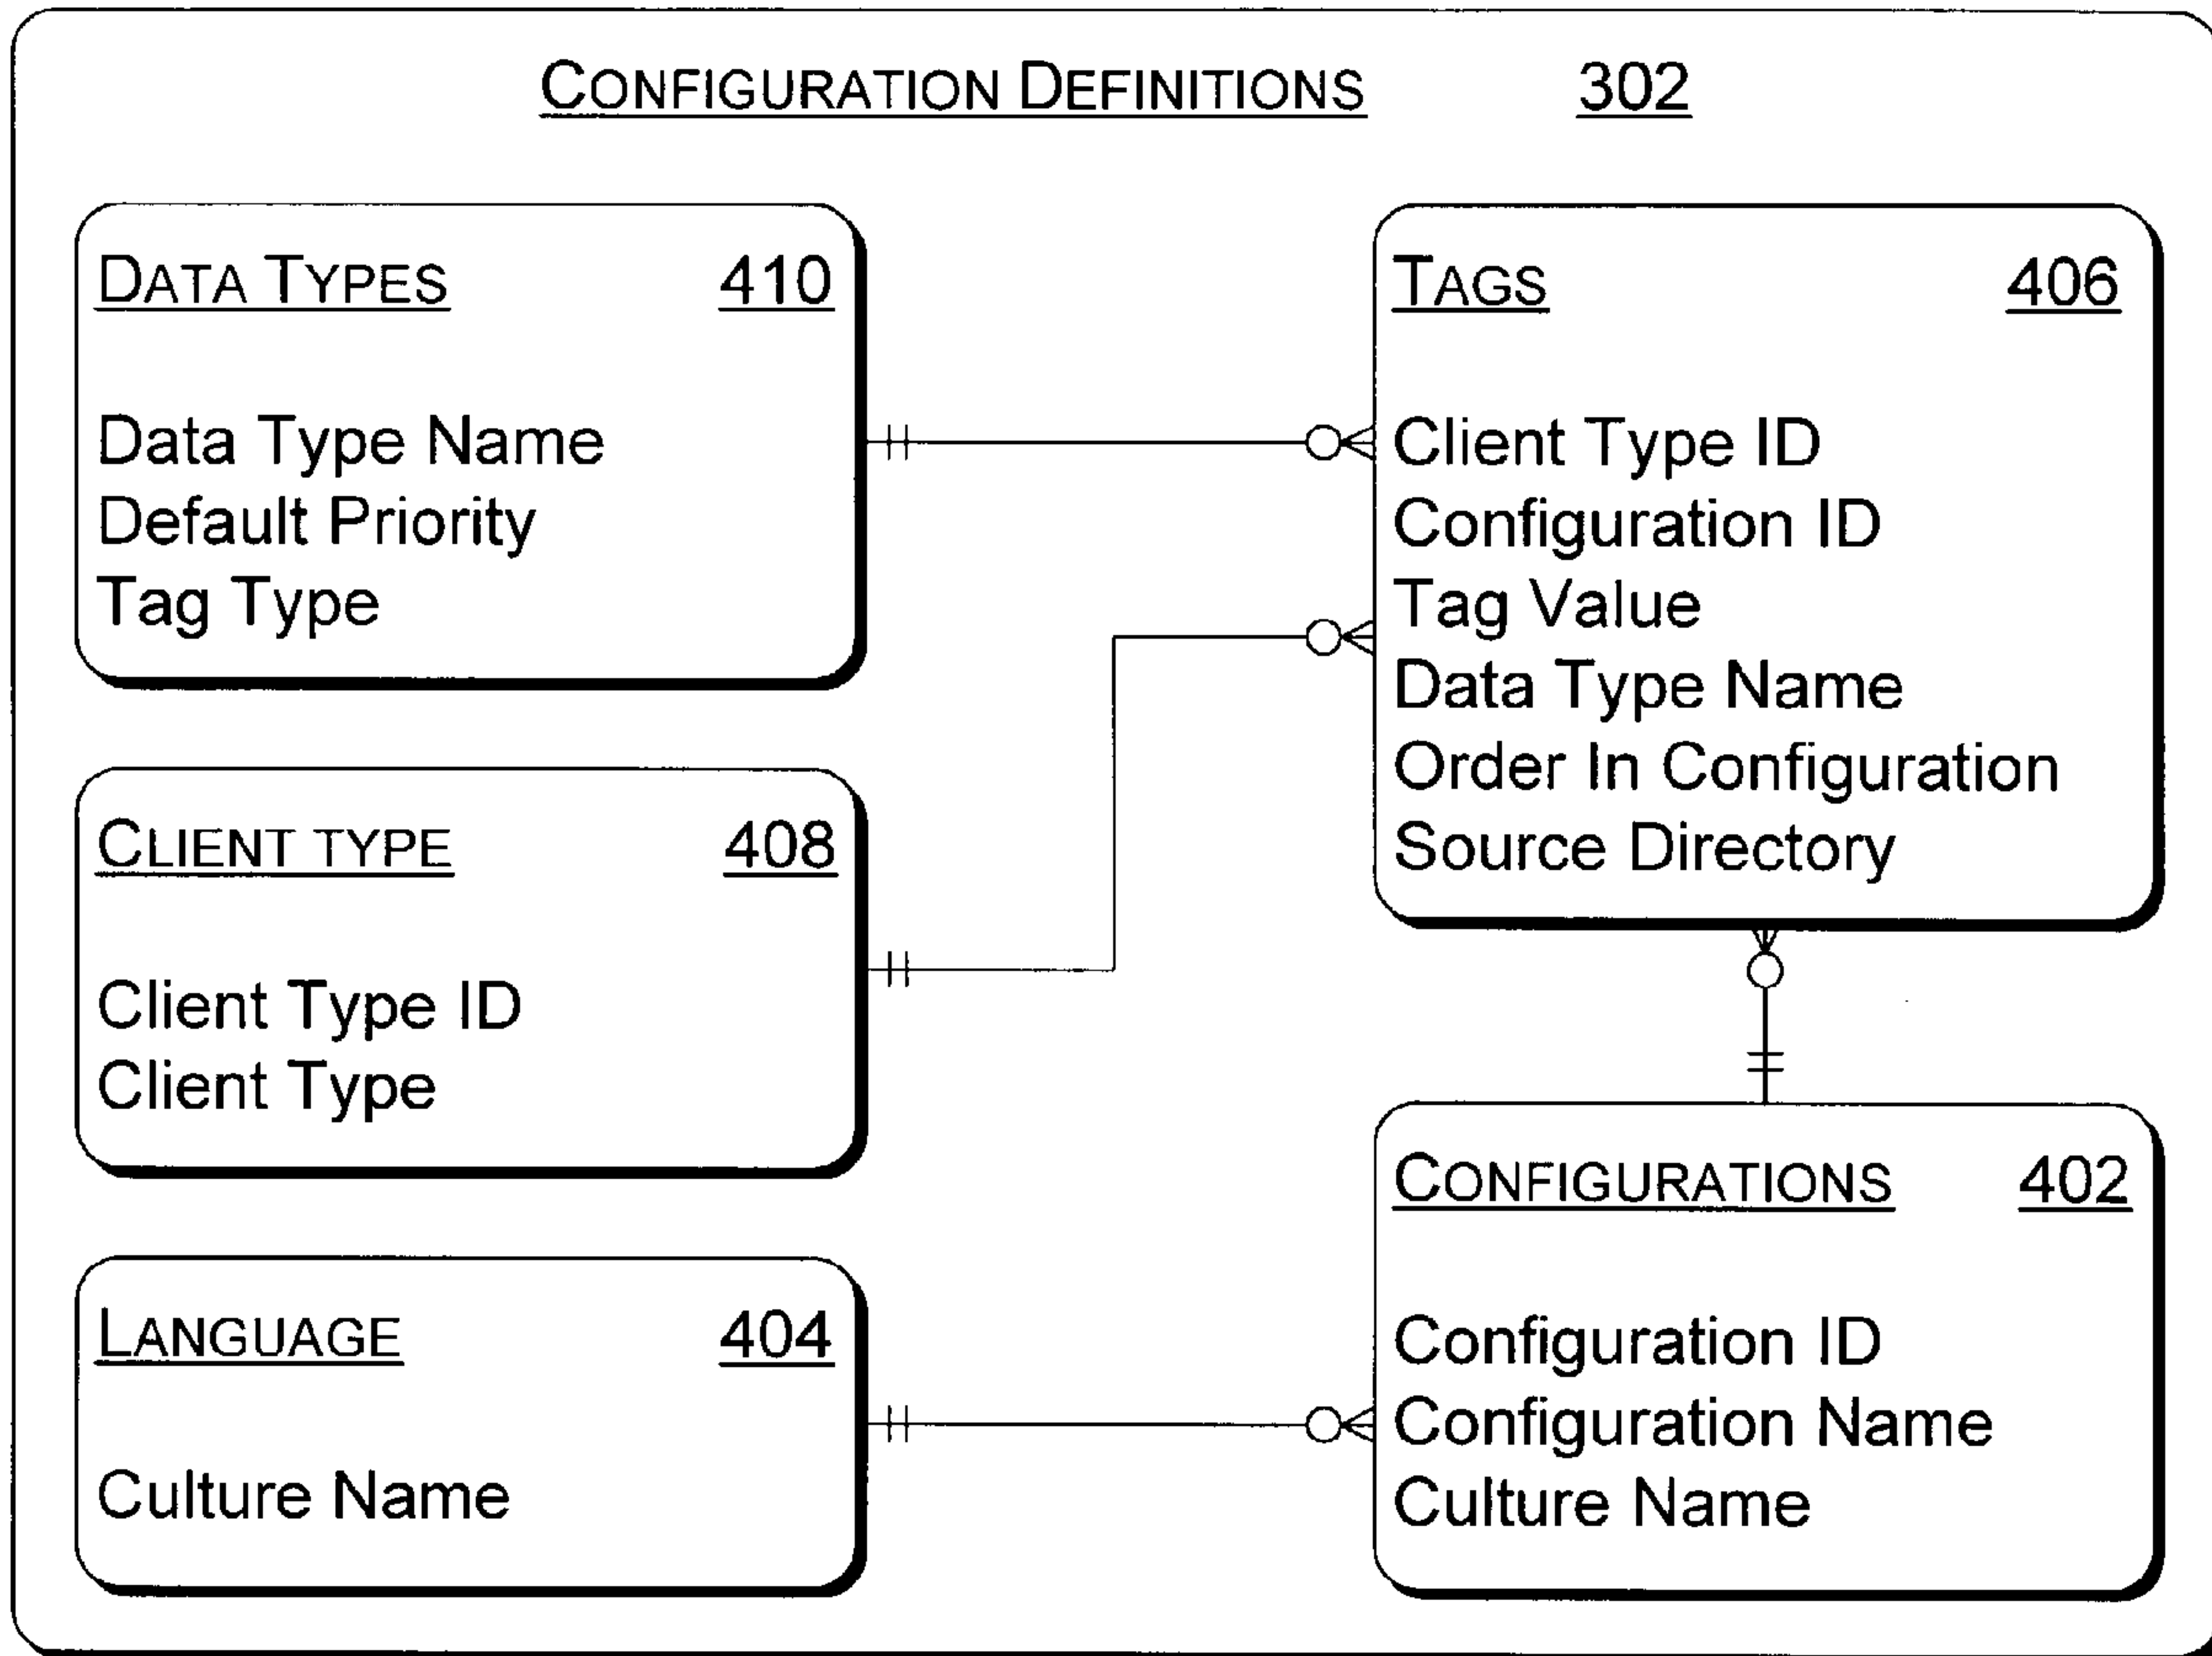 CONFIGURATION DEFINITIONS 302
DATA TYPES 410
Data Type Name
Default Priority
Tag Type
CLIENT TYPE 408
Client Type ID
Client Type
LANGUAGE 404
Culture Name
TAGS 406
Client Type ID
Configuration ID
Tag Value
Data Type Name
Order In Configuration
Source Directory
CONFIGURATIONS 402
Configuration ID
Configuration Name
Culture Name